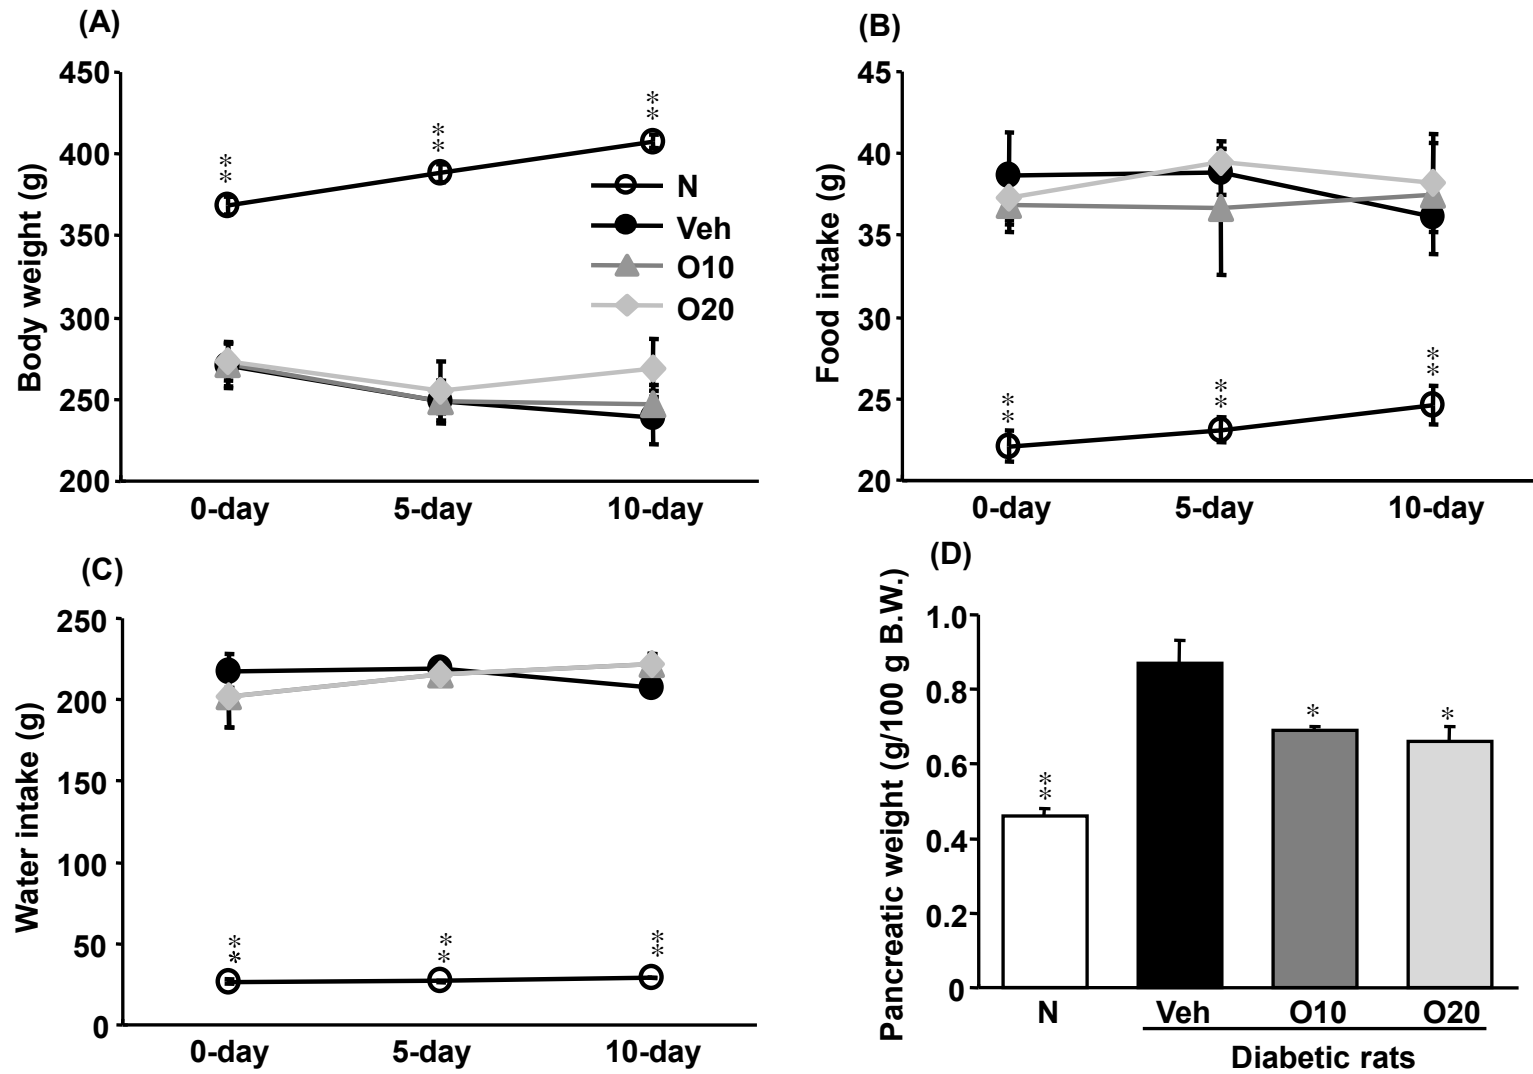 (A)
Body weight (g)
450
400
350
300
250
200
**
**
**
N
Veh
O10
O20
0-day
5-day
10-day
(B)
Food intake (g)
45
40
35
30
25
20
**
**
**
0-day
5-day
10-day
(C)
Water intake (g)
250
200
150
100
50
0
**
**
**
0-day
5-day
10-day
(D)
Pancreatic weight (g/100 g B.W.)
1.0
0.8
0.6
0.4
0.2
0
**
*
*
N
Veh
O10
O20
Diabetic rats